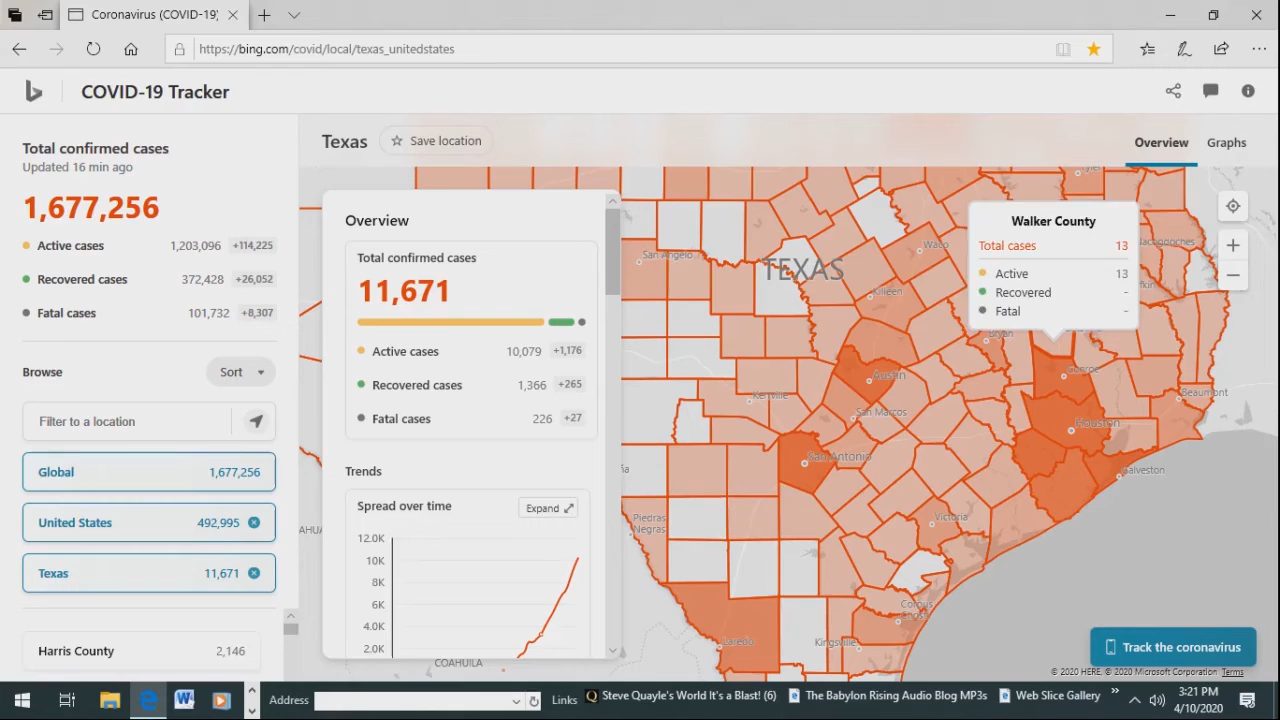 Coronavirus (COVID-19)
https://bing.com/covid/local/texas_unitedstates
COVID-19 Tracker
Total confirmed cases
Updated 16 min ago
1,677,256
Active cases 1,203,096 +114,225
Recovered cases 372,428 +26,052
Fatal cases 101,732 +8,307
Browse Sort
Filter to a location
Global 1,677,256
United States 492,995
Texas 11,671
Harris County 2,146
Texas Save location
Overview Graphs
Overview
Total confirmed cases
11,671
Active cases 10,079 +1,176
Recovered cases 1,366 +265
Fatal cases 226 +27
Trends
Spread over time Expand
12.0K
10K
8K
6K
4.0K
2.0K
Walker County
Total cases 13
Active 13
Recovered -
Fatal -
TEXAS
San Angelo
Waco
Killeen
Bryan
Austin
Conroe
Kerrville
San Marcos
Beaumont
Houston
San Antonio
Galveston
Piedras
Negras
Victoria
Corpus
Laredo
Kingsville
COAHUILA
Track the coronavirus
© 2020 HERE, © 2020 Microsoft Corporation Terms
Address
Links
Steve Quayle's World It's a Blast! (6)
The Babylon Rising Audio Blog MP3s
Web Slice Gallery
3:21 PM
4/10/2020